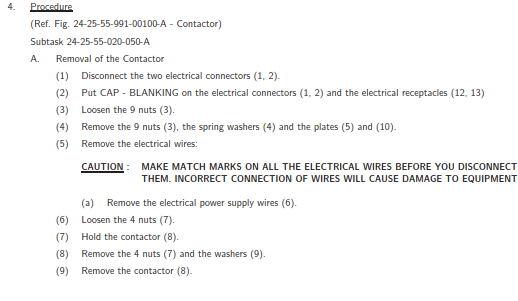 4. Procedure
(Ref. Fig. 24-25-55-991-00100-A - Contactor)
Subtask 24-25-55-020-050-A
A. Removal of the Contactor
(1) Disconnect the two electrical connectors (1, 2).
(2) Put CAP - BLANKING on the electrical connectors (1, 2) and the electrical receptacles (12, 13)
(3) Loosen the 9 nuts (3).
(4) Remove the 9 nuts (3), the spring washers (4) and the plates (5) and (10).
(5) Remove the electrical wires:
CAUTION : MAKE MATCH MARKS ON ALL THE ELECTRICAL WIRES BEFORE YOU DISCONNECT
THEM. INCORRECT CONNECTION OF WIRES WILL CAUSE DAMAGE TO EQUIPMENT
(a) Remove the electrical power supply wires (6).
(6) Loosen the 4 nuts (7).
(7) Hold the contactor (8).
(8) Remove the 4 nuts (7) and the washers (9).
(9) Remove the contactor (8).